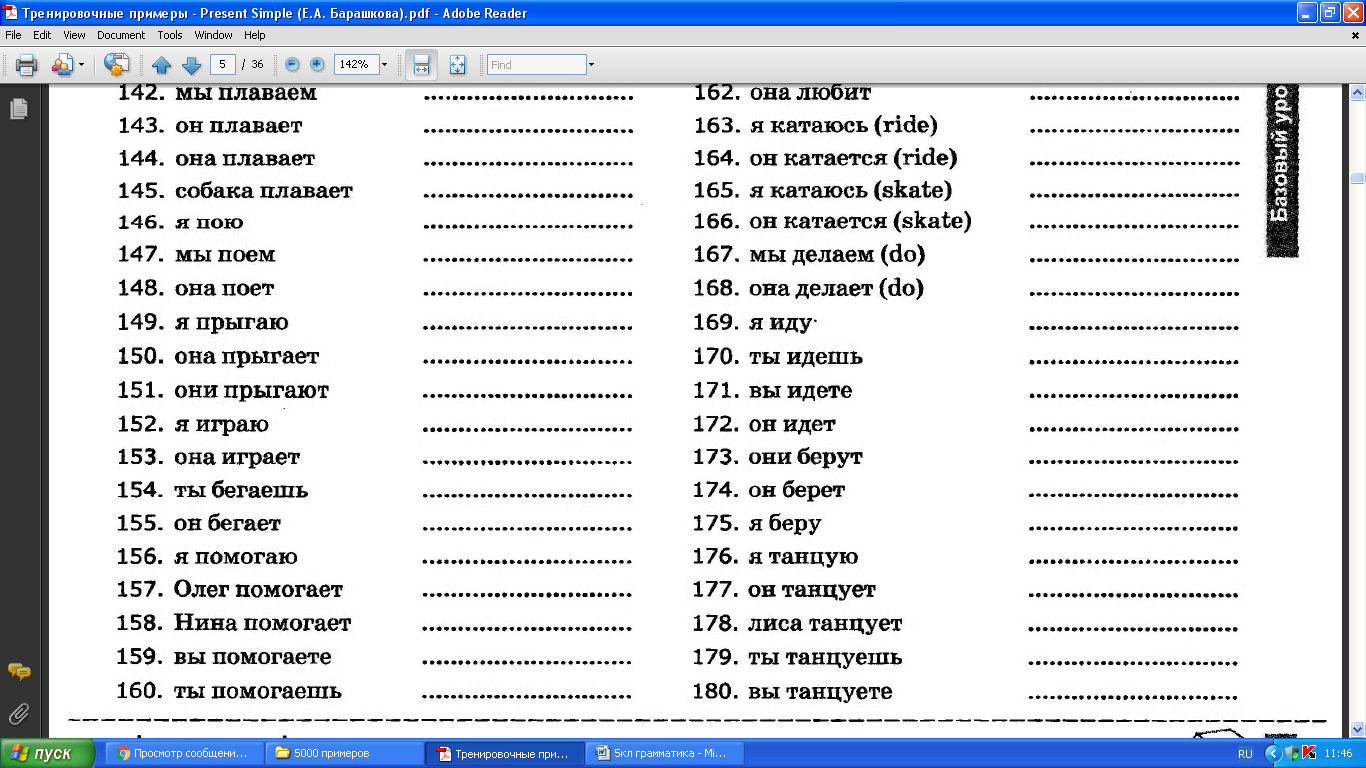 Тренировочные примеры - Present Simple (Е.А. Барашкова).pdf - Adobe Reader
File Edit View Document Tools Window Help
5 / 36 142% Find
142. мы плаваем ..............................
143. он плавает ..............................
144. она плавает ..............................
145. собака плавает ..............................
146. я пою ..............................
147. мы поем ..............................
148. она поет ..............................
149. я прыгаю ..............................
150. она прыгает ..............................
151. они прыгают ..............................
152. я играю ..............................
153. она играет ..............................
154. ты бегаешь ..............................
155. он бегает ..............................
156. я помогаю ..............................
157. Олег помогает ..............................
158. Нина помогает ..............................
159. вы помогаете ..............................
160. ты помогаешь ..............................
162. она любит ..............................
163. я катаюсь (ride) ..............................
164. он катается (ride) ..............................
165. я катаюсь (skate) ..............................
166. он катается (skate) ..............................
167. мы делаем (do) ..............................
168. она делает (do) ..............................
169. я иду ..............................
170. ты идешь ..............................
171. вы идете ..............................
172. он идет ..............................
173. они берут ..............................
174. он берет ..............................
175. я беру ..............................
176. я танцую ..............................
177. он танцует ..............................
178. лиса танцует ..............................
179. ты танцуешь ..............................
180. вы танцуете ..............................
Базовый уро
пуск Просмотр сообщени... 5000 примеров Тренировочные при... 5кл грамматика - Mi... RU 11:46